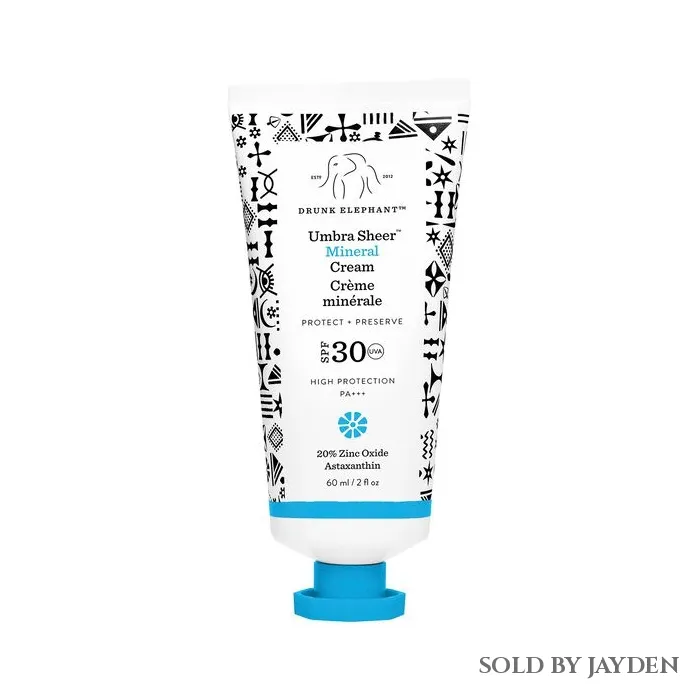 ESTD 2012
DRUNK ELEPHANT™
Umbra Sheer™
Mineral
Cream
Crème
minérale
PROTECT + PRESERVE
SPF 30 UVA
HIGH PROTECTION
PA+++
20% Zinc Oxide
Astaxanthin
60 ml / 2 fl oz
SOLD BY JAYDEN